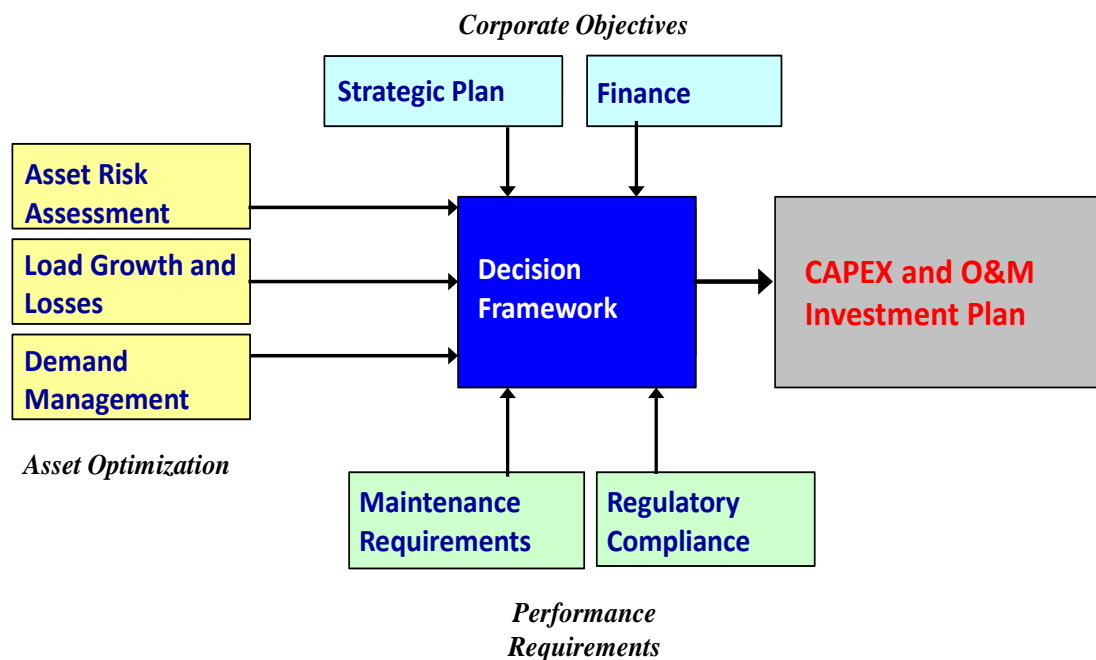 Corporate Objectives
Strategic Plan
Finance
Asset Risk
Assessment
Load Growth and
Losses
Demand
Management
Asset Optimization
Decision
Framework
CAPEX and O&M
Investment Plan
Maintenance
Requirements
Regulatory
Compliance
Performance
Requirements